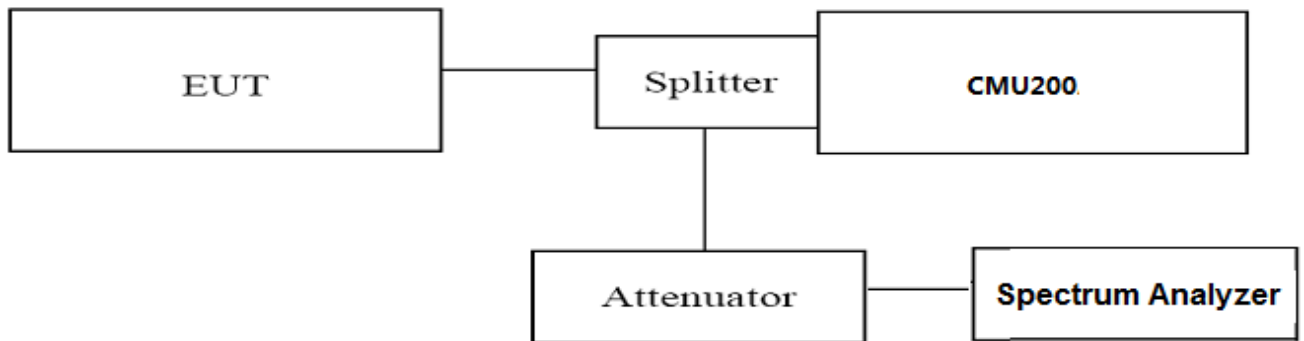 EUT
Splitter
CMU200.
Attenuator
Spectrum Analyzer